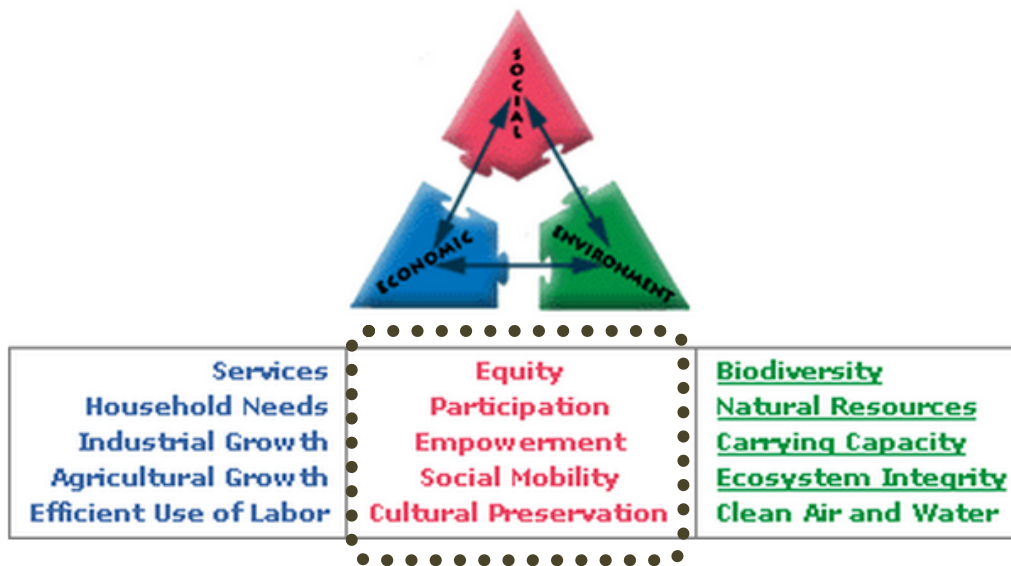 SOCIAL
ECONOMIC
ENVIRONMENT
Services
Household Needs
Industrial Growth
Agricultural Growth
Efficient Use of Labor
Equity
Participation
Empowerment
Social Mobility
Cultural Preservation
Biodiversity
Natural Resources
Carrying Capacity
Ecosystem Integrity
Clean Air and Water